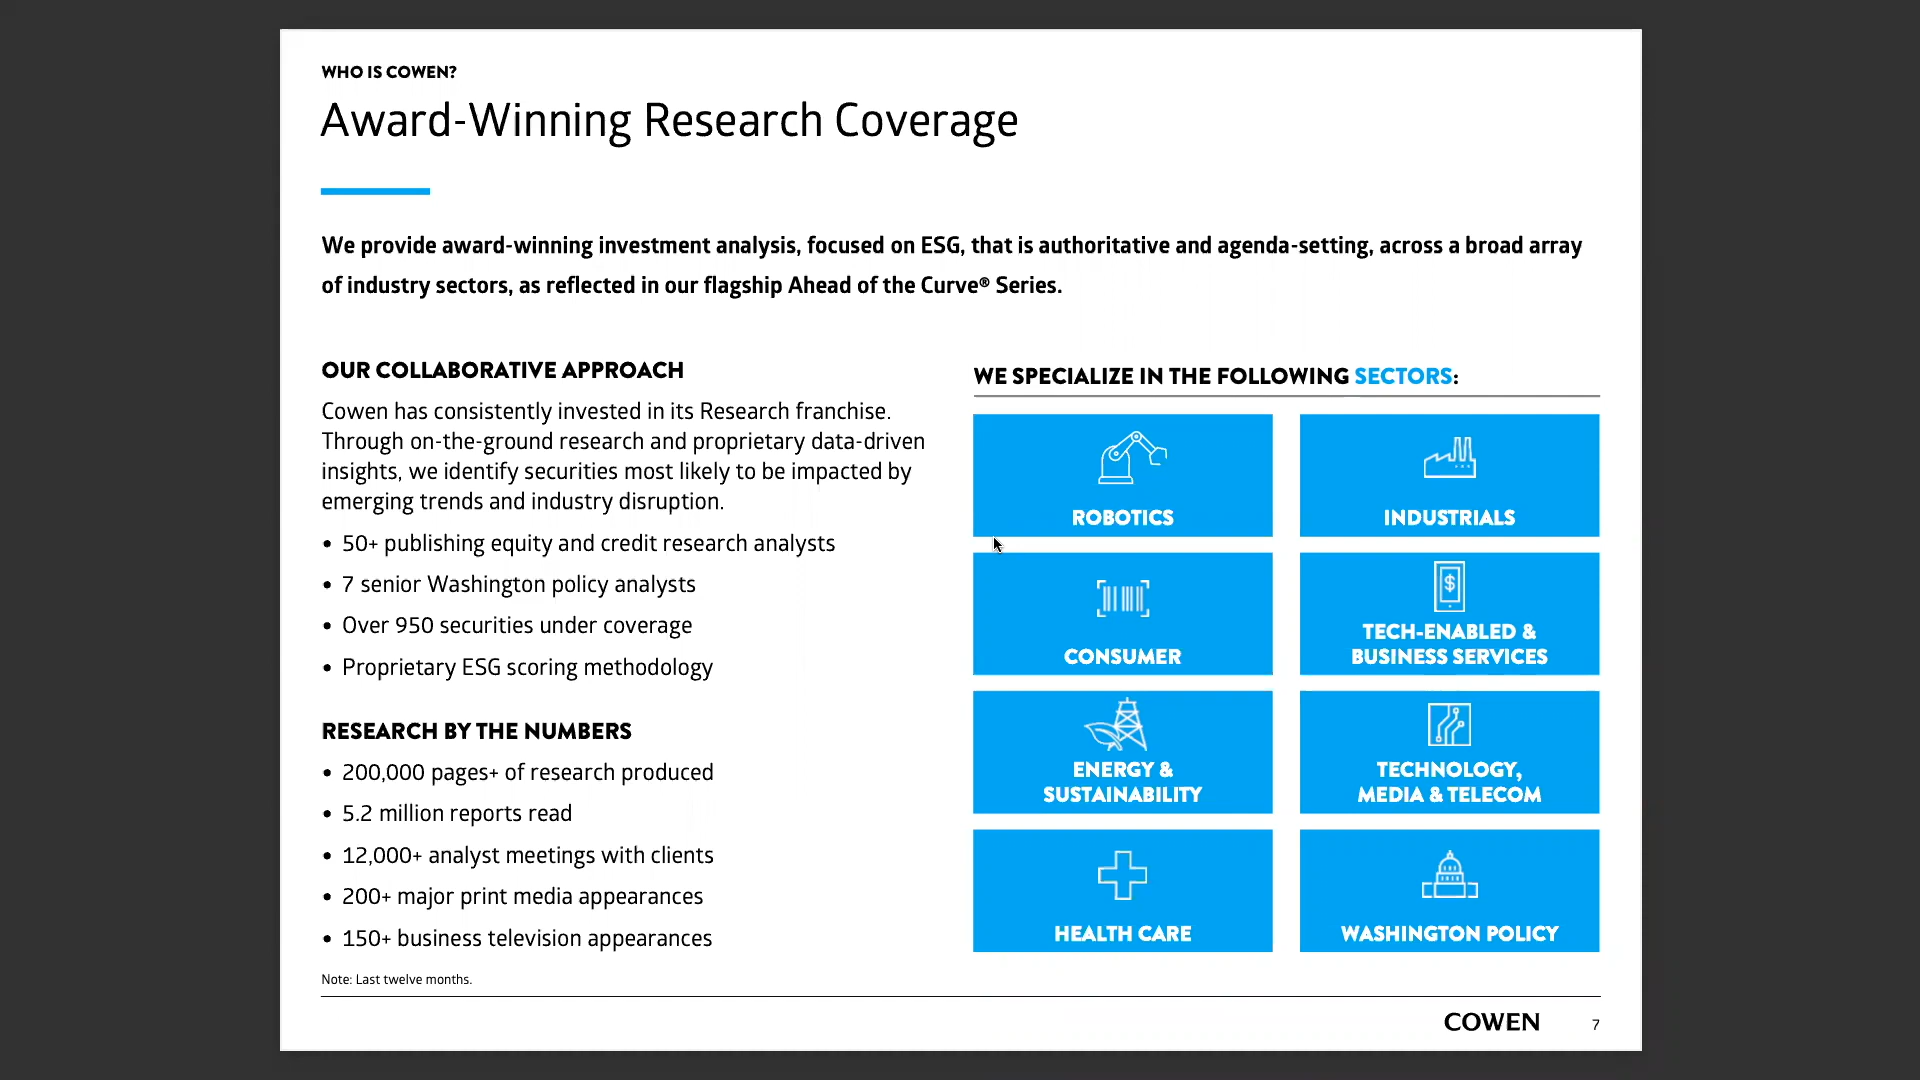 WHO IS COWEN?
Award-Winning Research Coverage
We provide award-winning investment analysis, focused on ESG, that is authoritative and agenda-setting, across a broad array
of industry sectors, as reflected in our flagship Ahead of the Curve® Series.
OUR COLLABORATIVE APPROACH
Cowen has consistently invested in its Research franchise.
Through on-the-ground research and proprietary data-driven
insights, we identify securities most likely to be impacted by
emerging trends and industry disruption.
• 50+ publishing equity and credit research analysts
• 7 senior Washington policy analysts
• Over 950 securities under coverage
• Proprietary ESG scoring methodology
RESEARCH BY THE NUMBERS
• 200,000 pages+ of research produced
• 5.2 million reports read
• 12,000+ analyst meetings with clients
• 200+ major print media appearances
• 150+ business television appearances
Note: Last twelve months.
WE SPECIALIZE IN THE FOLLOWING SECTORS:
ROBOTICS
INDUSTRIALS
CONSUMER
$
TECH-ENABLED &
BUSINESS SERVICES
ENERGY &
SUSTAINABILITY
TECHNOLOGY,
MEDIA & TELECOM
HEALTH CARE
WASHINGTON POLICY
COWEN
7